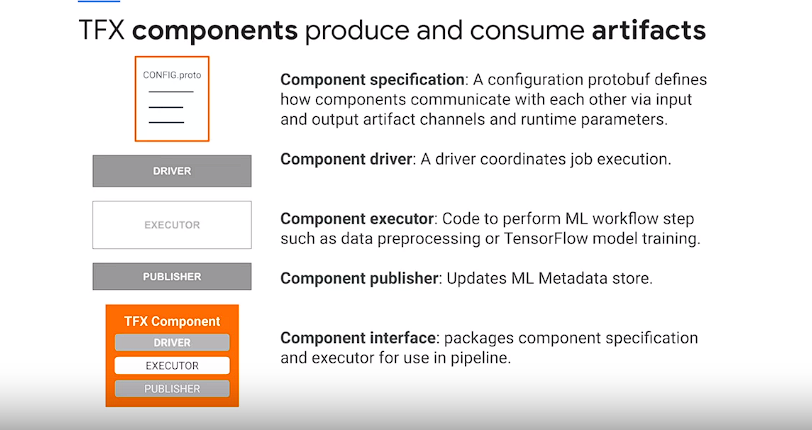 TFX components produce and consume artifacts
CONFIG.proto
Component specification: A configuration protobuf defines
how components communicate with each other via input
and output artifact channels and runtime parameters.
DRIVER
Component driver: A driver coordinates job execution.
EXECUTOR
Component executor: Code to perform ML workflow step
such as data preprocessing or TensorFlow model training.
PUBLISHER
Component publisher: Updates ML Metadata store.
TFX Component
DRIVER
EXECUTOR
PUBLISHER
Component interface: packages component specification
and executor for use in pipeline.